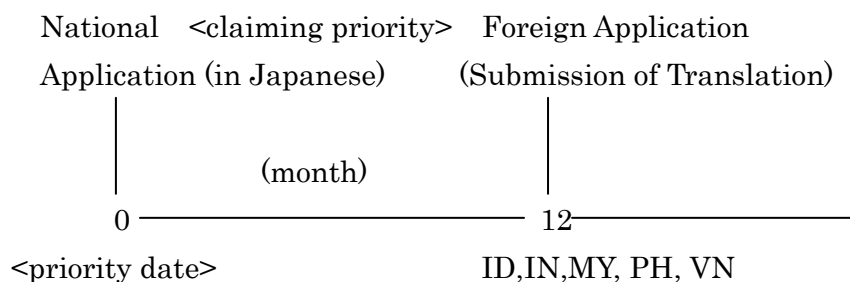 National <claiming priority> Foreign Application
Application (in Japanese) (Submission of Translation)
(month)
0 12
<priority date> ID,IN,MY, PH, VN